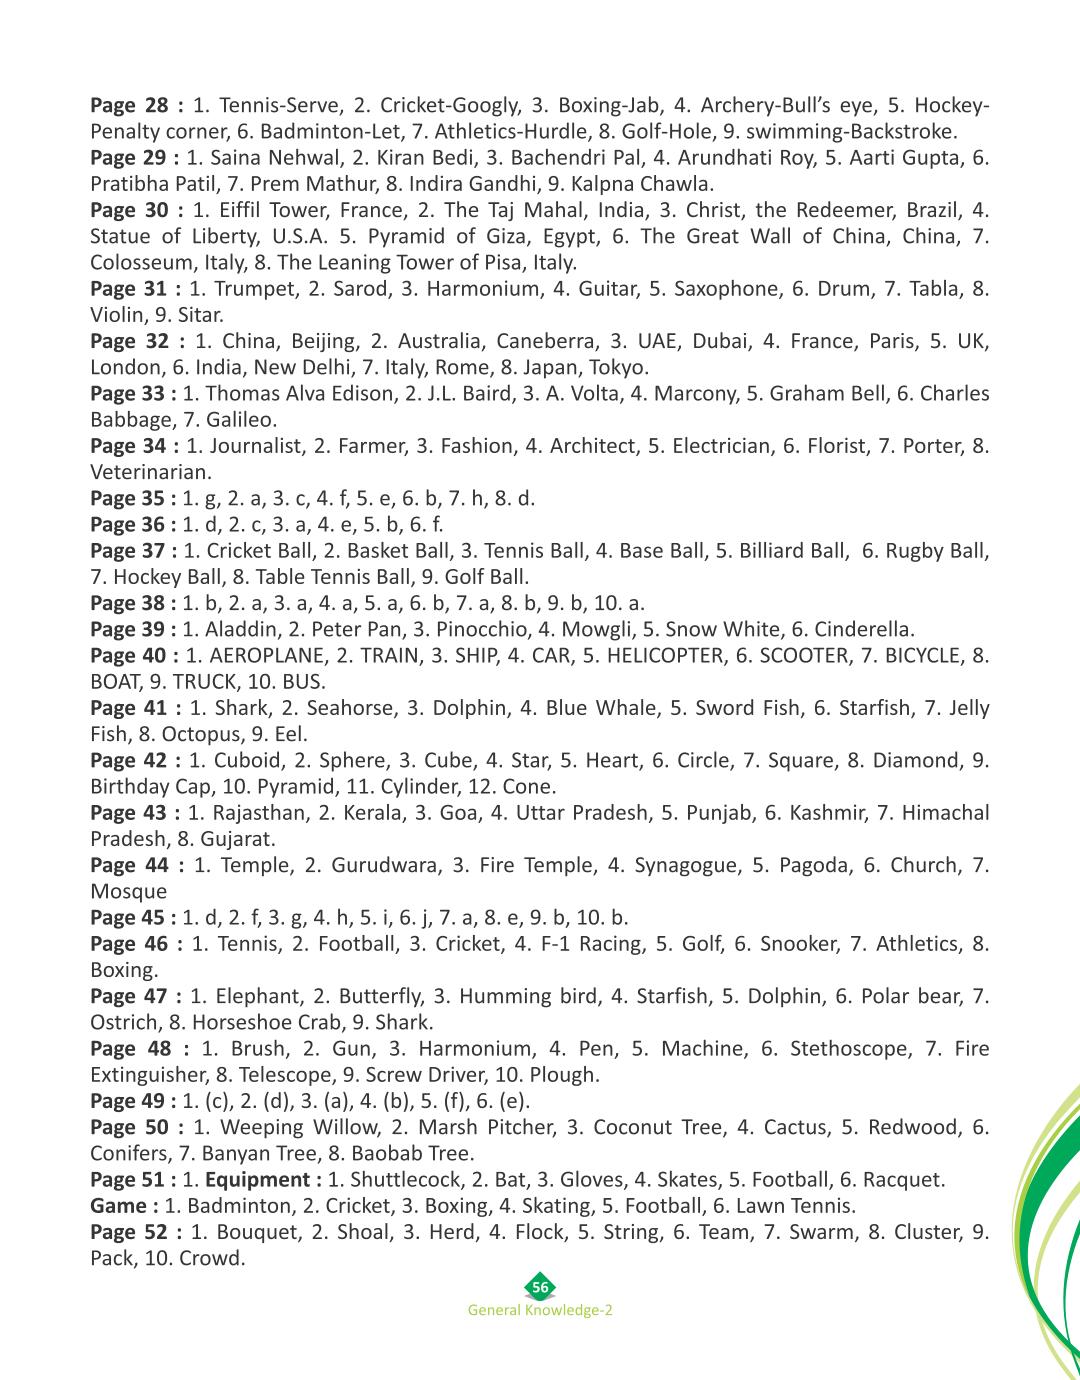 Page 28 : 1. Tennis-Serve, 2. Cricket-Googly, 3. Boxing-Jab, 4. Archery-Bull’s eye, 5. Hockey-
Penalty corner, 6. Badminton-Let, 7. Athletics-Hurdle, 8. Golf-Hole, 9. swimming-Backstroke.
Page 29 : 1. Saina Nehwal, 2. Kiran Bedi, 3. Bachendri Pal, 4. Arundhati Roy, 5. Aarti Gupta, 6.
Pratibha Patil, 7. Prem Mathur, 8. Indira Gandhi, 9. Kalpna Chawla.
Page 30 : 1. Eiffil Tower, France, 2. The Taj Mahal, India, 3. Christ, the Redeemer, Brazil, 4.
Statue of Liberty, U.S.A. 5. Pyramid of Giza, Egypt, 6. The Great Wall of China, China, 7.
Colosseum, Italy, 8. The Leaning Tower of Pisa, Italy.
Page 31 : 1. Trumpet, 2. Sarod, 3. Harmonium, 4. Guitar, 5. Saxophone, 6. Drum, 7. Tabla, 8.
Violin, 9. Sitar.
Page 32 : 1. China, Beijing, 2. Australia, Caneberra, 3. UAE, Dubai, 4. France, Paris, 5. UK,
London, 6. India, New Delhi, 7. Italy, Rome, 8. Japan, Tokyo.
Page 33 : 1. Thomas Alva Edison, 2. J.L. Baird, 3. A. Volta, 4. Marcony, 5. Graham Bell, 6. Charles
Babbage, 7. Galileo.
Page 34 : 1. Journalist, 2. Farmer, 3. Fashion, 4. Architect, 5. Electrician, 6. Florist, 7. Porter, 8.
Veterinarian.
Page 35 : 1. g, 2. a, 3. c, 4. f, 5. e, 6. b, 7. h, 8. d.
Page 36 : 1. d, 2. c, 3. a, 4. e, 5. b, 6. f.
Page 37 : 1. Cricket Ball, 2. Basket Ball, 3. Tennis Ball, 4. Base Ball, 5. Billiard Ball, 6. Rugby Ball,
7. Hockey Ball, 8. Table Tennis Ball, 9. Golf Ball.
Page 38 : 1. b, 2. a, 3. a, 4. a, 5. a, 6. b, 7. a, 8. b, 9. b, 10. a.
Page 39 : 1. Aladdin, 2. Peter Pan, 3. Pinocchio, 4. Mowgli, 5. Snow White, 6. Cinderella.
Page 40 : 1. AEROPLANE, 2. TRAIN, 3. SHIP, 4. CAR, 5. HELICOPTER, 6. SCOOTER, 7. BICYCLE, 8.
BOAT, 9. TRUCK, 10. BUS.
Page 41 : 1. Shark, 2. Seahorse, 3. Dolphin, 4. Blue Whale, 5. Sword Fish, 6. Starfish, 7. Jelly
Fish, 8. Octopus, 9. Eel.
Page 42 : 1. Cuboid, 2. Sphere, 3. Cube, 4. Star, 5. Heart, 6. Circle, 7. Square, 8. Diamond, 9.
Birthday Cap, 10. Pyramid, 11. Cylinder, 12. Cone.
Page 43 : 1. Rajasthan, 2. Kerala, 3. Goa, 4. Uttar Pradesh, 5. Punjab, 6. Kashmir, 7. Himachal
Pradesh, 8. Gujarat.
Page 44 : 1. Temple, 2. Gurudwara, 3. Fire Temple, 4. Synagogue, 5. Pagoda, 6. Church, 7.
Mosque
Page 45 : 1. d, 2. f, 3. g, 4. h, 5. i, 6. j, 7. a, 8. e, 9. b, 10. b.
Page 46 : 1. Tennis, 2. Football, 3. Cricket, 4. F-1 Racing, 5. Golf, 6. Snooker, 7. Athletics, 8.
Boxing.
Page 47 : 1. Elephant, 2. Butterfly, 3. Humming bird, 4. Starfish, 5. Dolphin, 6. Polar bear, 7.
Ostrich, 8. Horseshoe Crab, 9. Shark.
Page 48 : 1. Brush, 2. Gun, 3. Harmonium, 4. Pen, 5. Machine, 6. Stethoscope, 7. Fire
Extinguisher, 8. Telescope, 9. Screw Driver, 10. Plough.
Page 49 : 1. (c), 2. (d), 3. (a), 4. (b), 5. (f), 6. (e).
Page 50 : 1. Weeping Willow, 2. Marsh Pitcher, 3. Coconut Tree, 4. Cactus, 5. Redwood, 6.
Conifers, 7. Banyan Tree, 8. Baobab Tree.
Page 51 : 1. Equipment : 1. Shuttlecock, 2. Bat, 3. Gloves, 4. Skates, 5. Football, 6. Racquet.
Game : 1. Badminton, 2. Cricket, 3. Boxing, 4. Skating, 5. Football, 6. Lawn Tennis.
Page 52 : 1. Bouquet, 2. Shoal, 3. Herd, 4. Flock, 5. String, 6. Team, 7. Swarm, 8. Cluster, 9.
Pack, 10. Crowd.
56
General Knowledge-2